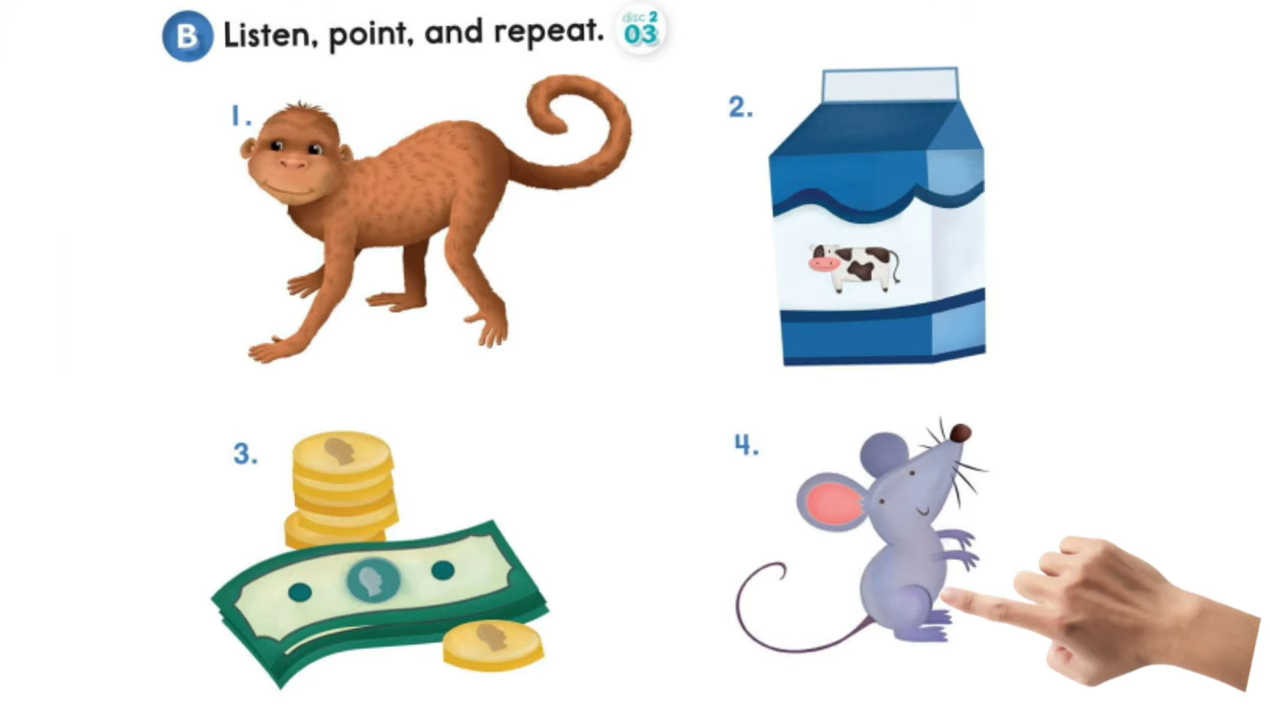 B Listen, point, and repeat. disc 2 03
1.
2.
3.
4.